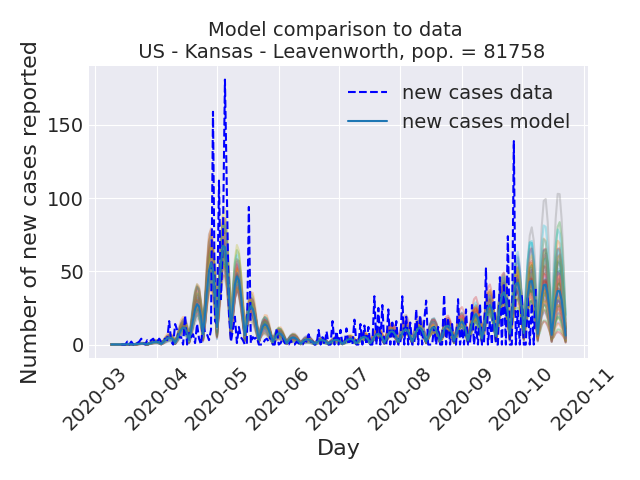 Model comparison to data
US - Kansas - Leavenworth, pop. = 81758
Number of new cases reported
150
100
50
0
new cases data
new cases model
2020-03
2020-04
2020-05
2020-06
2020-07
2020-08
2020-09
2020-10
2020-11
Day